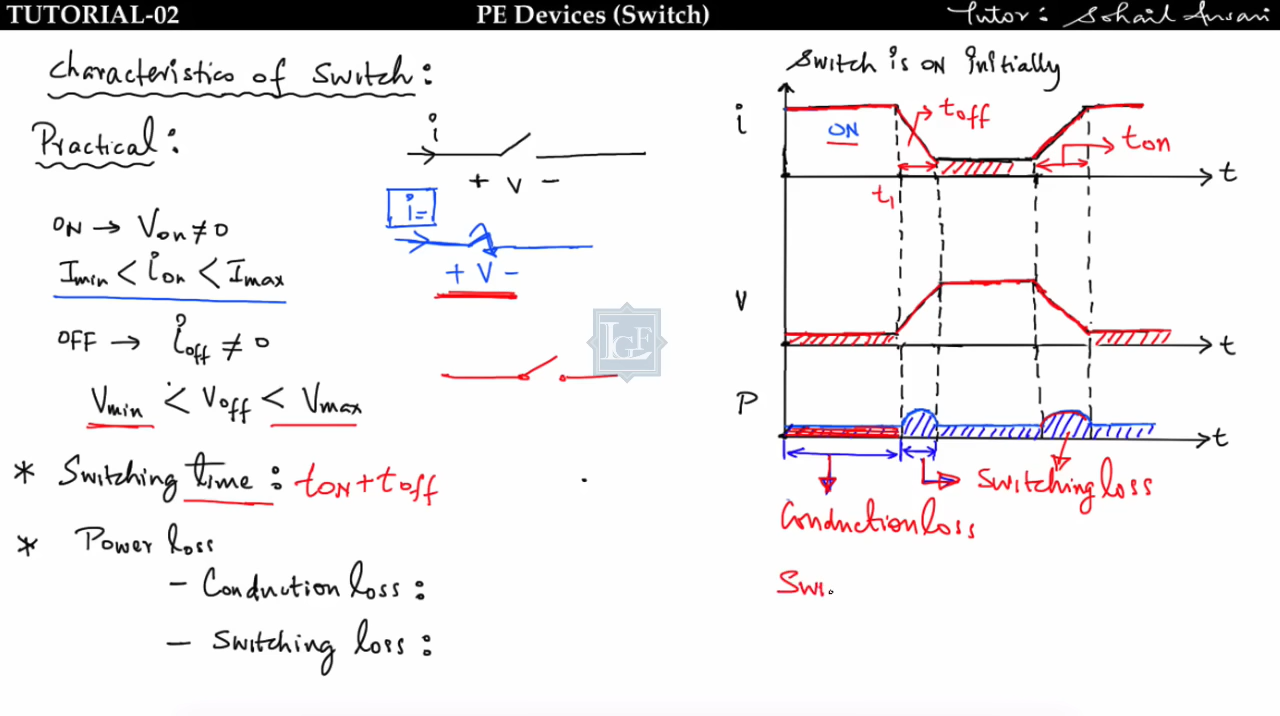 TUTORIAL-02
PE Devices (Switch)
Tutor: Sohail Ansari
Characteristics of Switch:
Practical:
i
+ V -
ON → Von ≠ 0
Imin < ion < Imax
i=
+ V -
OFF → ioff ≠ 0
Vmin < Voff < Vmax
* Switching time: tON + toff
* Power loss
- Conduction loss:
- Switching loss:
LGF
Switch is ON initially
i
ON
toff
ton
t1
t
V
t
P
t
Switching loss
Conduction loss
Swi